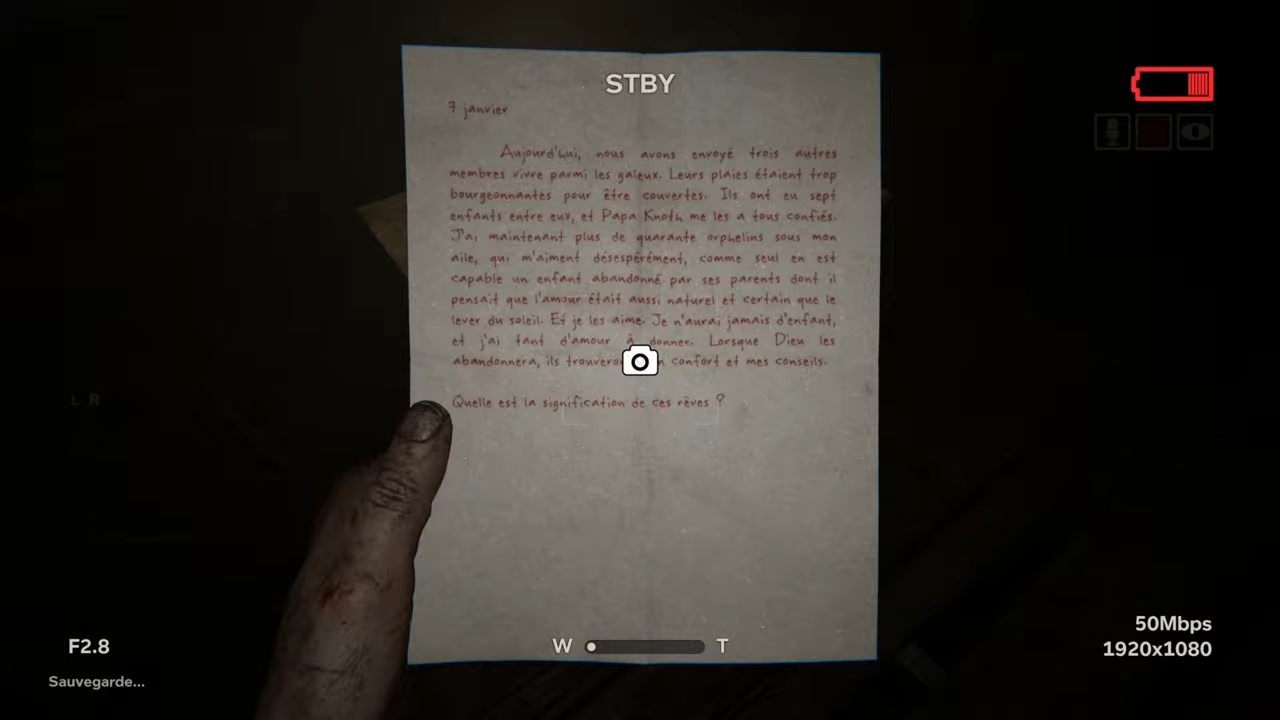 STBY
7 janvier
Aujourd'hui, nous avons envoyé trois autres
membres vivre parmi les galeux. Leurs plaies étaient trop
bourgeonnantes pour être couvertes. Ils ont eu sept
enfants entre eux, et Papa Knoth me les a tous confiés.
J'ai maintenant plus de quarante orphelins sous mon
aile, qui m'aiment désespérément, comme seul en est
capable un enfant abandonné par ses parents dont il
pensait que l'amour était aussi naturel et certain que le
lever du soleil. Et je les aime. Je n'aurai jamais d'enfant,
et j'ai tant d'amour à donner. Lorsque Dieu les
abandonnera, ils confort et mes conseils.
Quelle est la signification de ces rêves ?
L R
F2.8
W T
50Mbps
1920x1080
Sauvegarde...